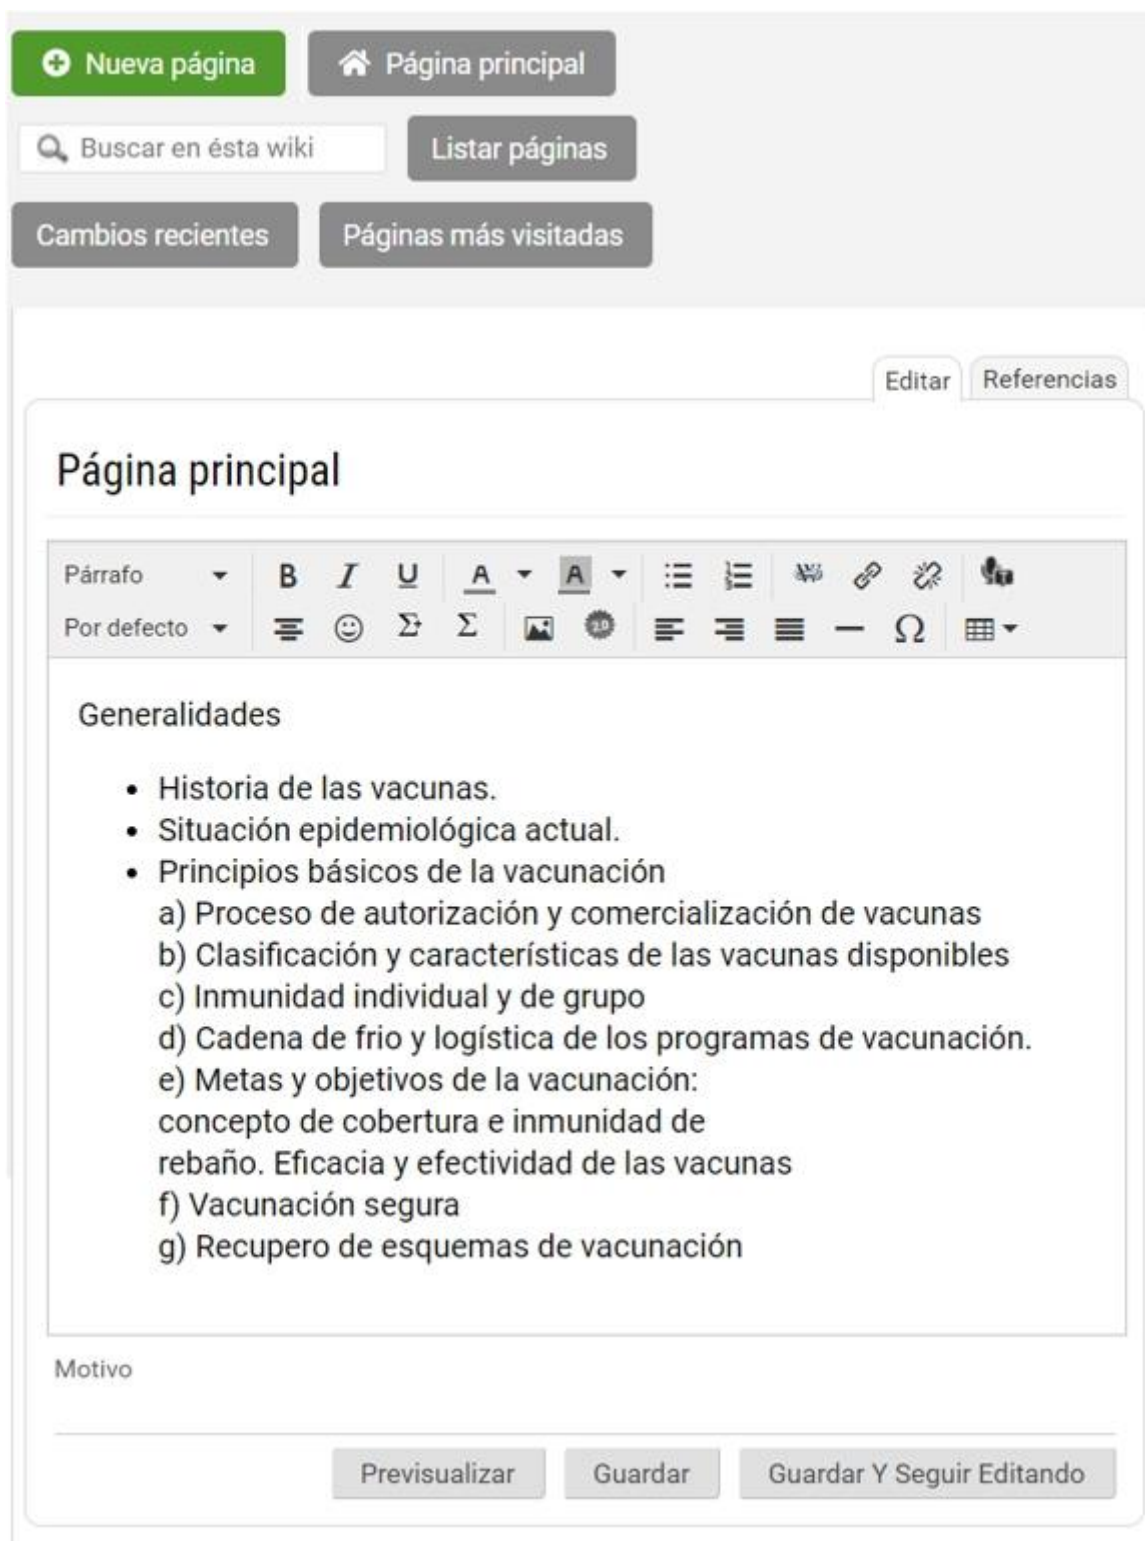 Nueva página
Página principal
Buscar en ésta wiki
Listar páginas
Cambios recientes
Páginas más visitadas
Editar
Referencias
Página principal
Párrafo
B I U A A
Por defecto
Σ Σ 2.0 Ω
Generalidades
• Historia de las vacunas.
• Situación epidemiológica actual.
• Principios básicos de la vacunación
a) Proceso de autorización y comercialización de vacunas
b) Clasificación y características de las vacunas disponibles
c) Inmunidad individual y de grupo
d) Cadena de frio y logística de los programas de vacunación.
e) Metas y objetivos de la vacunación:
concepto de cobertura e inmunidad de
rebaño. Eficacia y efectividad de las vacunas
f) Vacunación segura
g) Recupero de esquemas de vacunación
Motivo
Previsualizar
Guardar
Guardar Y Seguir Editando